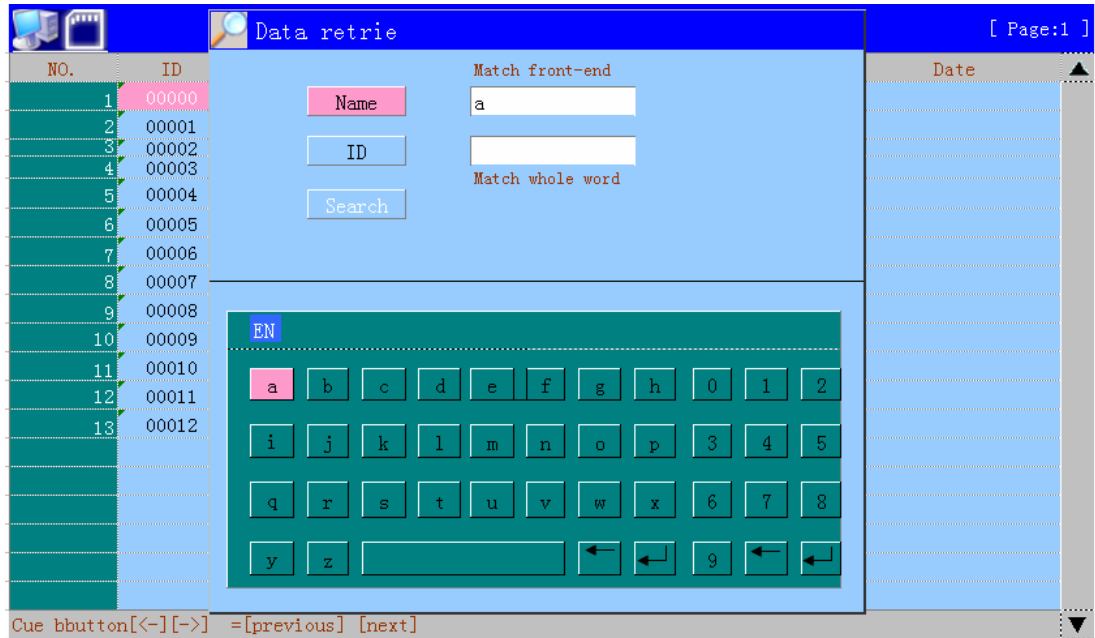 Data retrie
[ Page:1 ]
NO. ID Date
1 00000
2 00001
3 00002
4 00003
5 00004
6 00005
7 00006
8 00007
9 00008
10 00009
11 00010
12 00011
13 00012
Match front-end
Name a
ID
Match whole word
Search
EN
a b c d e f g h 0 1 2
i j k l m n o p 3 4 5
q r s t u v w x 6 7 8
y z ← ↵ 9 ← ↵
Cue bbutton[<-][->] =[previous] [next]